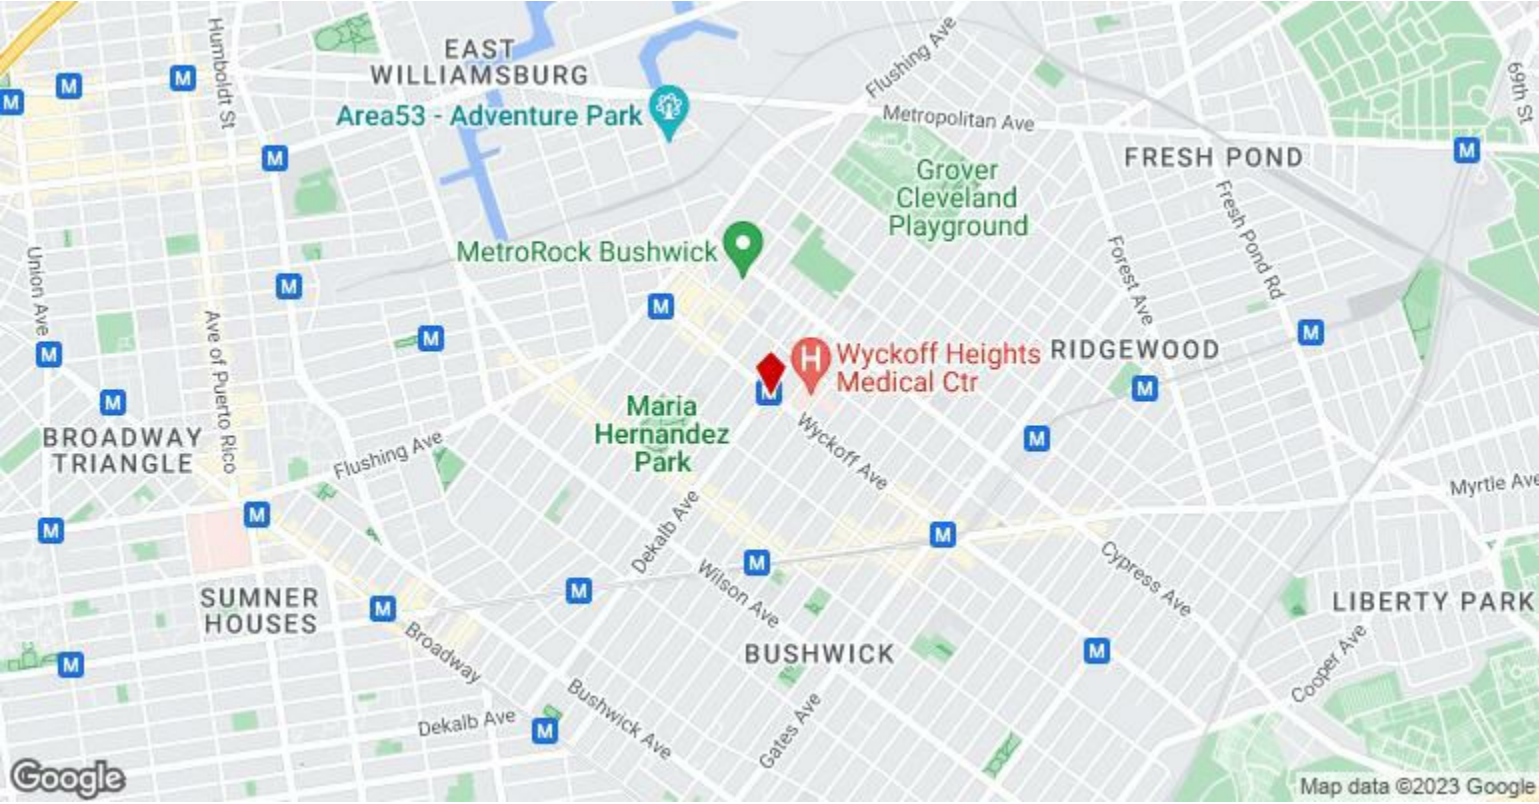 Humboldt St
EAST
WILLIAMSBURG
Flushing Ave
69th St
M
M
M
Area53 - Adventure Park
Metropolitan Ave
M
M
FRESH POND
Grover
Cleveland
Playground
Fresh Pond Rd
MetroRock Bushwick
Union Ave
Forest Ave
M
M
Ave of Puerto Rico
M
M
M
H
Wyckoff Heights
Medical Ctr
RIDGEWOOD
M
M
M
Maria
Hernandez
Park
Wyckoff Ave
M
BROADWAY
TRIANGLE
Flushing Ave
Myrtle Ave
M
M
Dekalb Ave
M
M
Cypress Ave
M
Wilson Ave
SUMNER
HOUSES
M
LIBERTY PARK
Broadway
BUSHWICK
M
M
Cooper Ave
Bushwick Ave
Dekalb Ave
M
Gates Ave
Google
Map data ©2023 Google